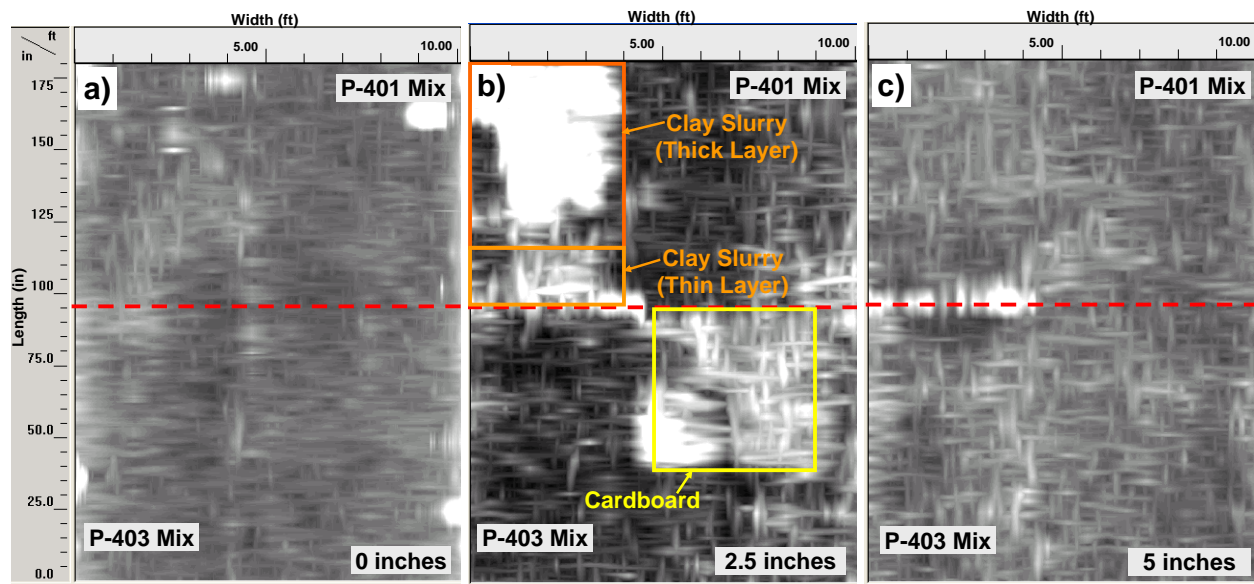 Width (ft)
ft
in
5.00
10.00
175
150
125
100
75.0
50.0
25.0
0.0
Length (in)
a)
P-401 Mix
P-403 Mix
0 inches
Width (ft)
5.00
10.00
b)
P-401 Mix
Clay Slurry
(Thick Layer)
Clay Slurry
(Thin Layer)
Cardboard
P-403 Mix
2.5 inches
Width (ft)
5.00
10.00
c)
P-401 Mix
P-403 Mix
5 inches